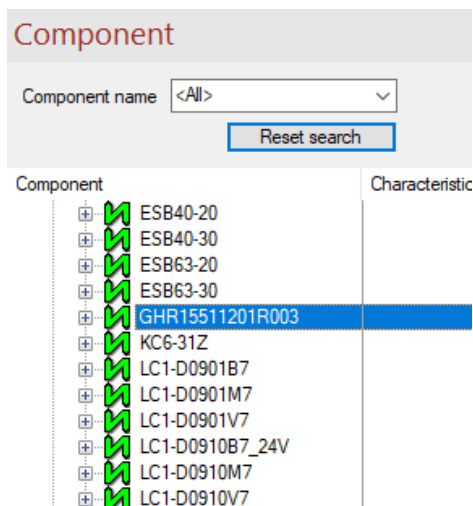 Component
Component name <All>
Reset search
Component Characteristic
ESB40-20
ESB40-30
ESB63-20
ESB63-30
GHR15511201R003
KC6-31Z
LC1-D0901B7
LC1-D0901M7
LC1-D0901V7
LC1-D0910B7_24V
LC1-D0910M7
LC1-D0910V7